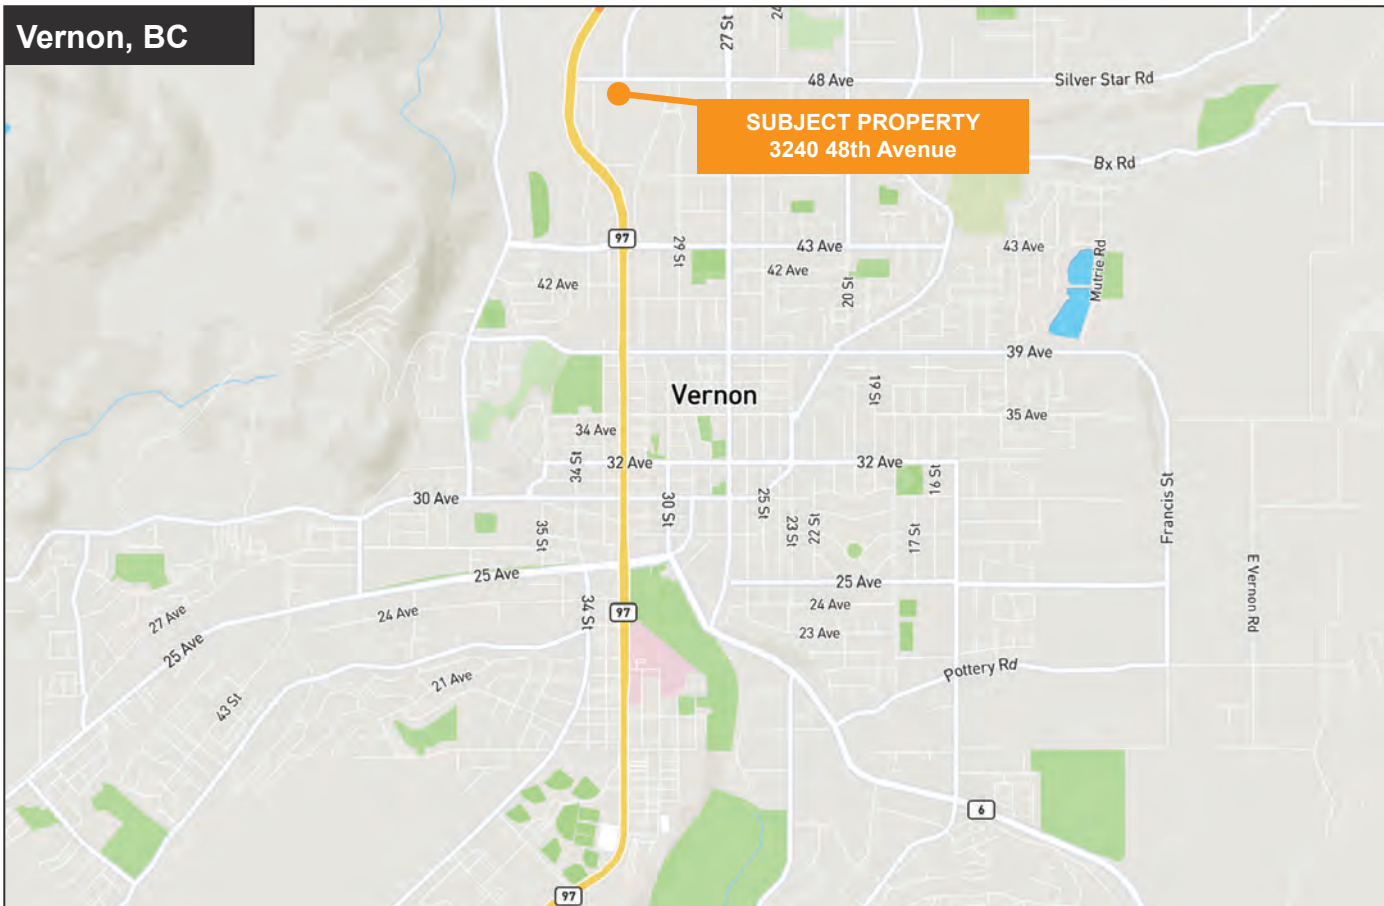 Vernon, BC
27 St
24
48 Ave
Silver Star Rd
SUBJECT PROPERTY
3240 48th Avenue
Bx Rd
97
29 St
43 Ave
43 Ave
Mutrie Rd
42 Ave
42 Ave
20 St
39 Ave
Vernon
19 St
35 Ave
34 Ave
34 St
32 Ave
32 Ave
16 St
30 Ave
30 St
25 St
23 St
22 St
17 St
Francis St
35 St
E Vernon Rd
25 Ave
25 Ave
27 Ave
24 Ave
34 St
97
24 Ave
23 Ave
25 Ave
Pottery Rd
21 Ave
43 St
6
97